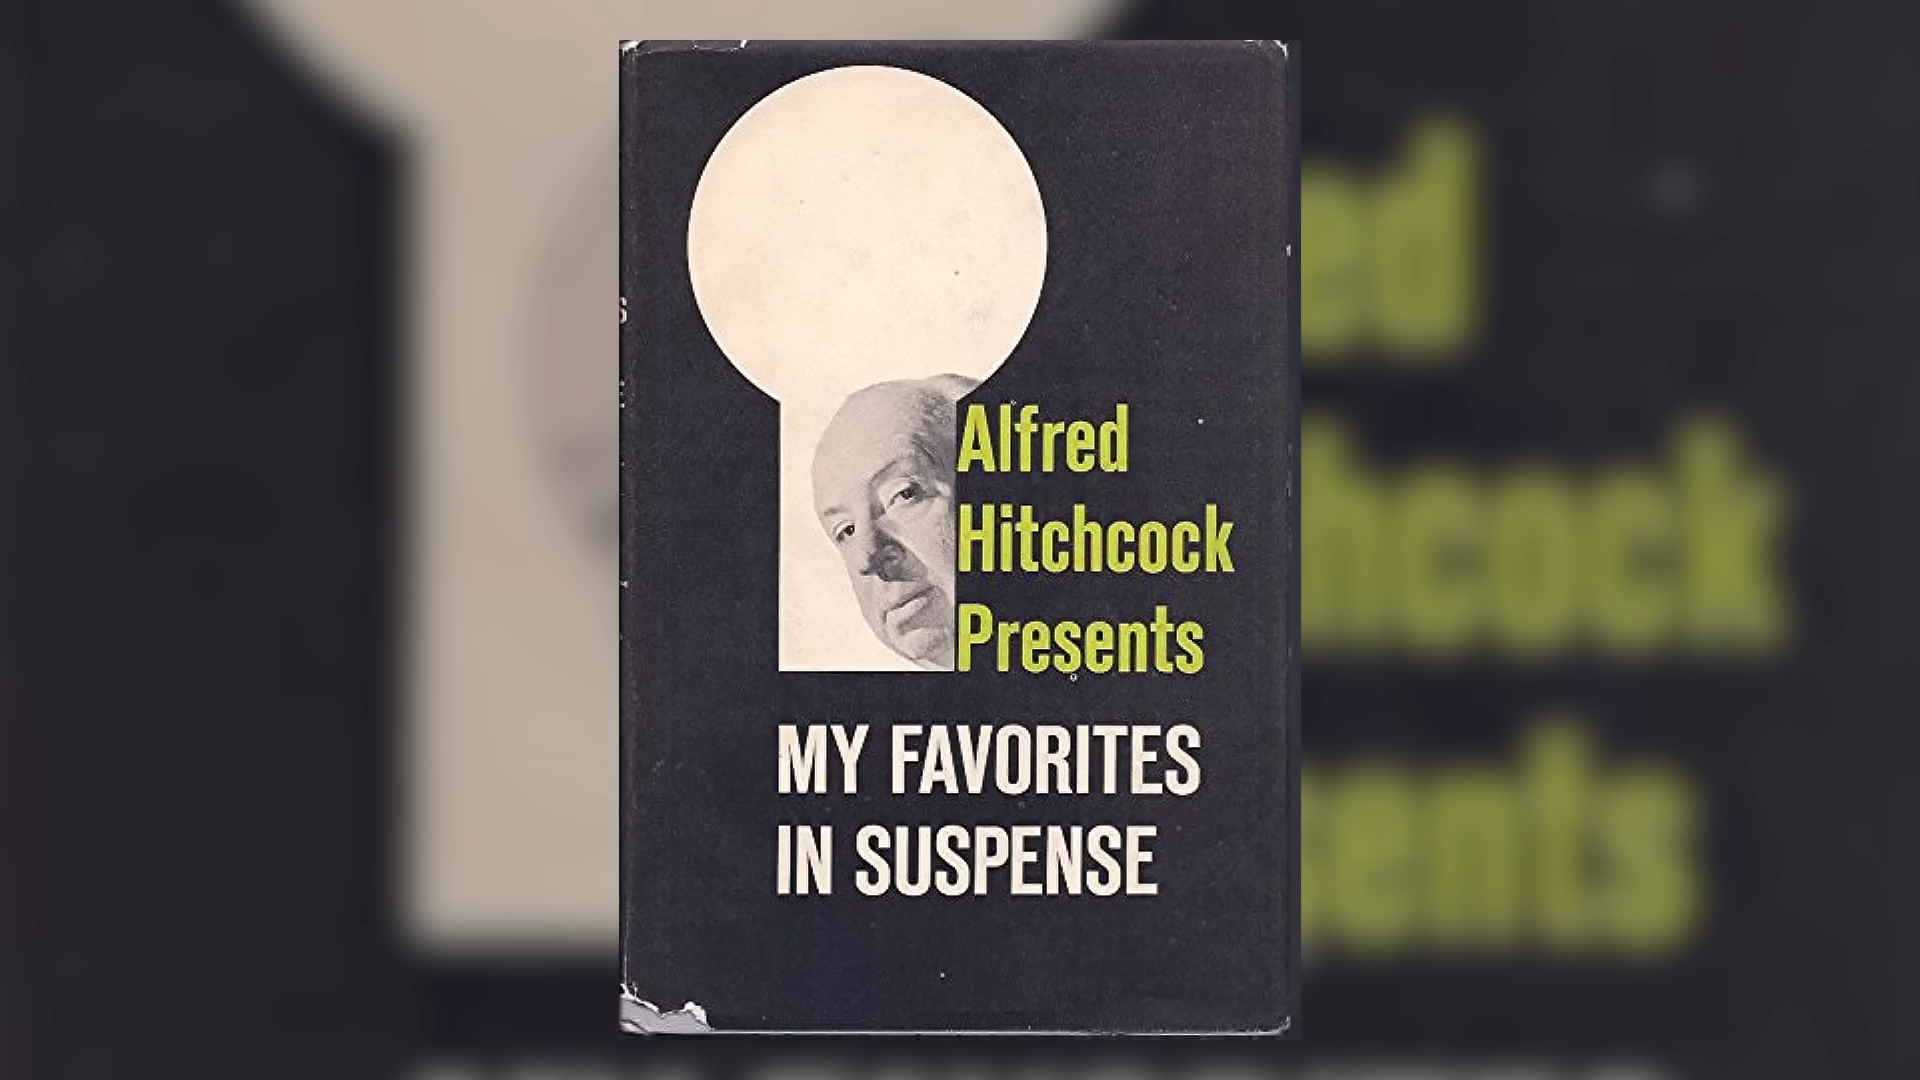 Alfred
Hitchcock
Presents
MY FAVORITES
IN SUSPENSE